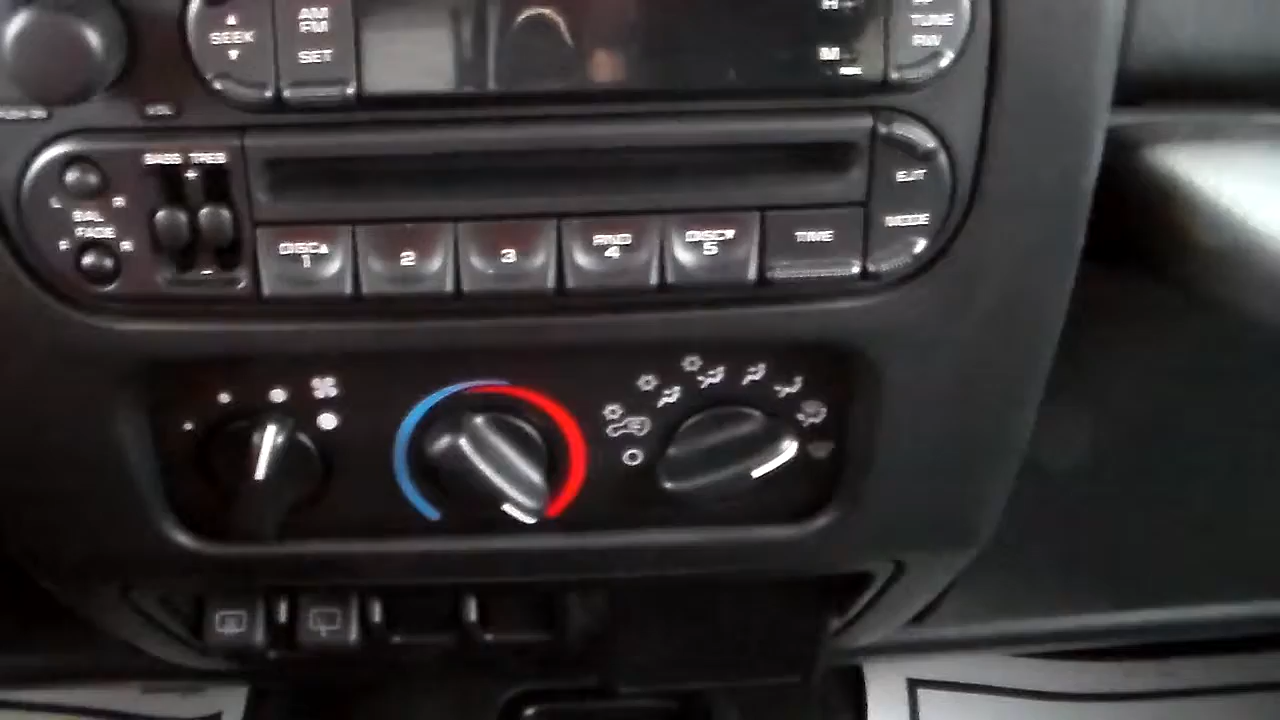 SEEK
AM
FM
SET
TUNE
M
VOL
BASS TREB
L R
BAL
FADE
F R
DISC 1
2
3
RND 4
DISC 5
TIME
EJT
MODE